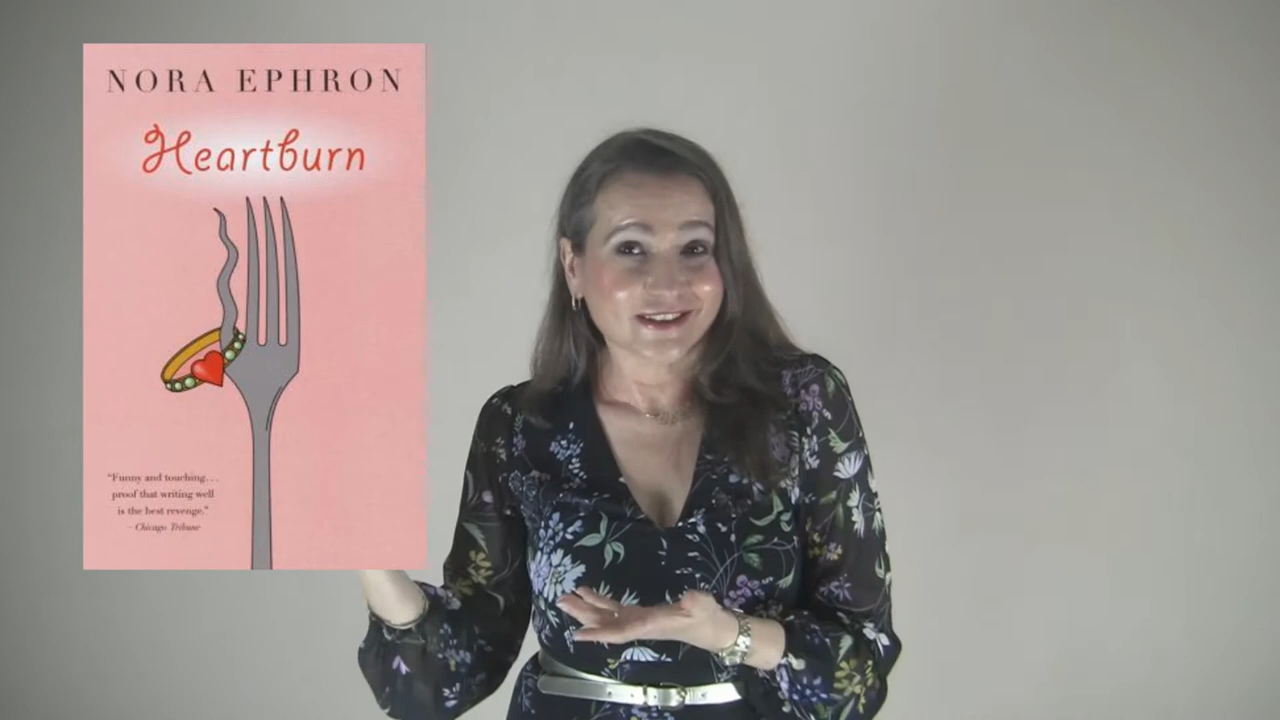 NORA EPHRON
Heartburn
"Funny and touching...
proof that writing well
is the best revenge."
– Chicago Tribune